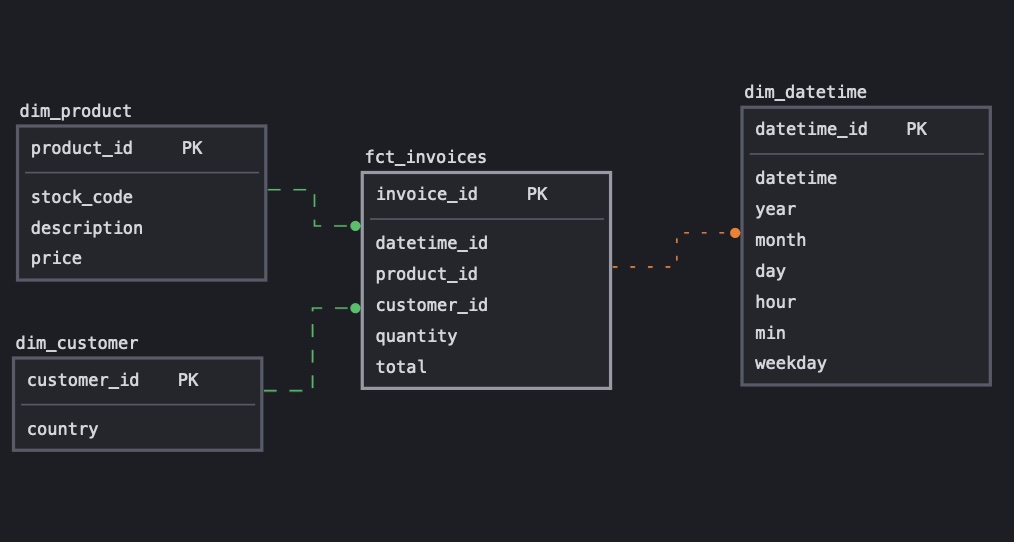 dim_product
product_id PK
stock_code
description
price
dim_customer
customer_id PK
country
fct_invoices
invoice_id PK
datetime_id
product_id
customer_id
quantity
total
dim_datetime
datetime_id PK
datetime
year
month
day
hour
min
weekday